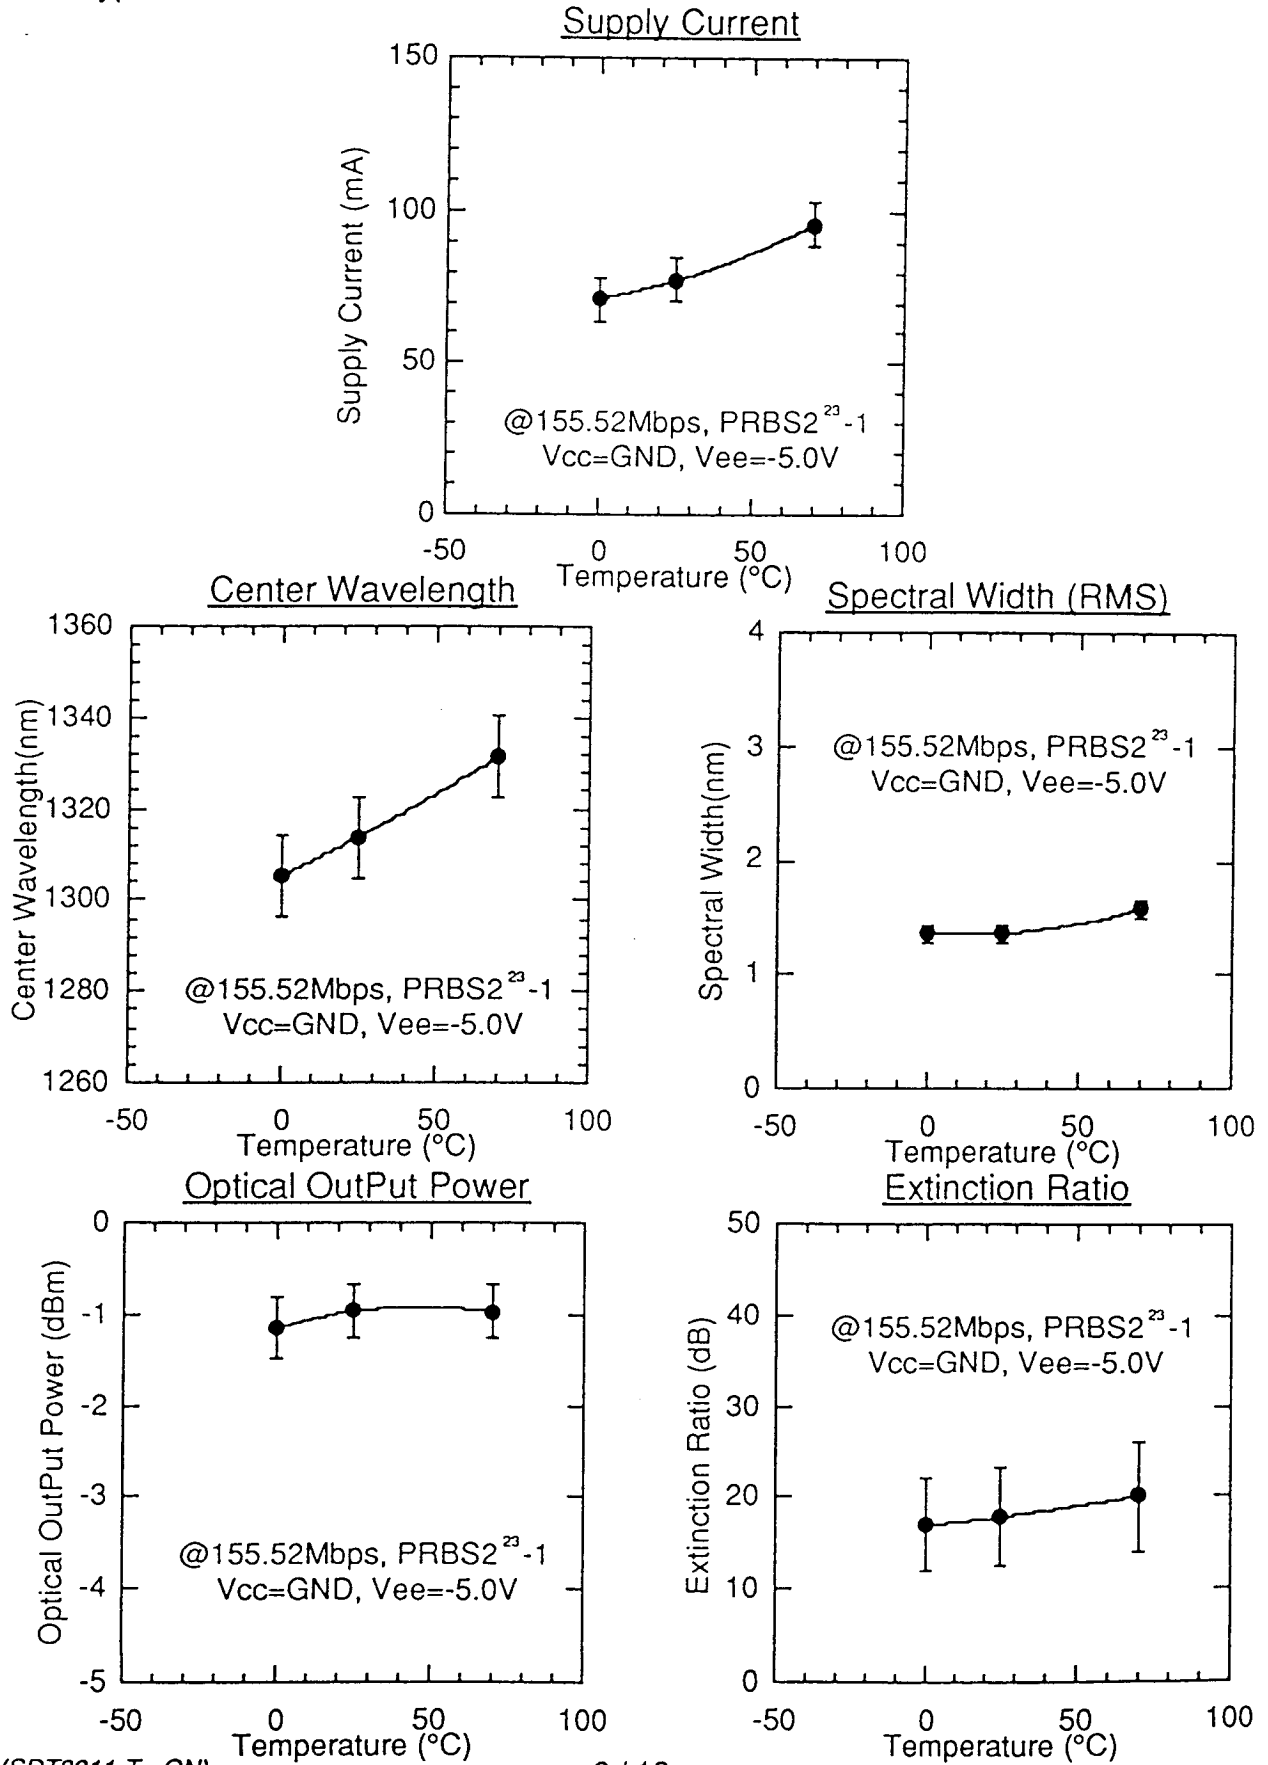 Supply Current
150
100
50
0
Supply Current (mA)
@155.52Mbps, PRBS2²³-1
Vcc=GND, Vee=-5.0V
-50 0 50 100
Temperature (°C)
Center Wavelength
1360
1340
1320
1300
1280
1260
Center Wavelength(nm)
@155.52Mbps, PRBS2²³-1
Vcc=GND, Vee=-5.0V
-50 0 50 100
Temperature (°C)
Spectral Width (RMS)
4
3
2
1
0
Spectral Width(nm)
@155.52Mbps, PRBS2²³-1
Vcc=GND, Vee=-5.0V
-50 0 50 100
Temperature (°C)
Optical OutPut Power
0
-1
-2
-3
-4
-5
Optical OutPut Power (dBm)
@155.52Mbps, PRBS2²³-1
Vcc=GND, Vee=-5.0V
-50 0 50 100
Temperature (°C)
Extinction Ratio
50
40
30
20
10
0
Extinction Ratio (dB)
@155.52Mbps, PRBS2²³-1
Vcc=GND, Vee=-5.0V
-50 0 50 100
Temperature (°C)